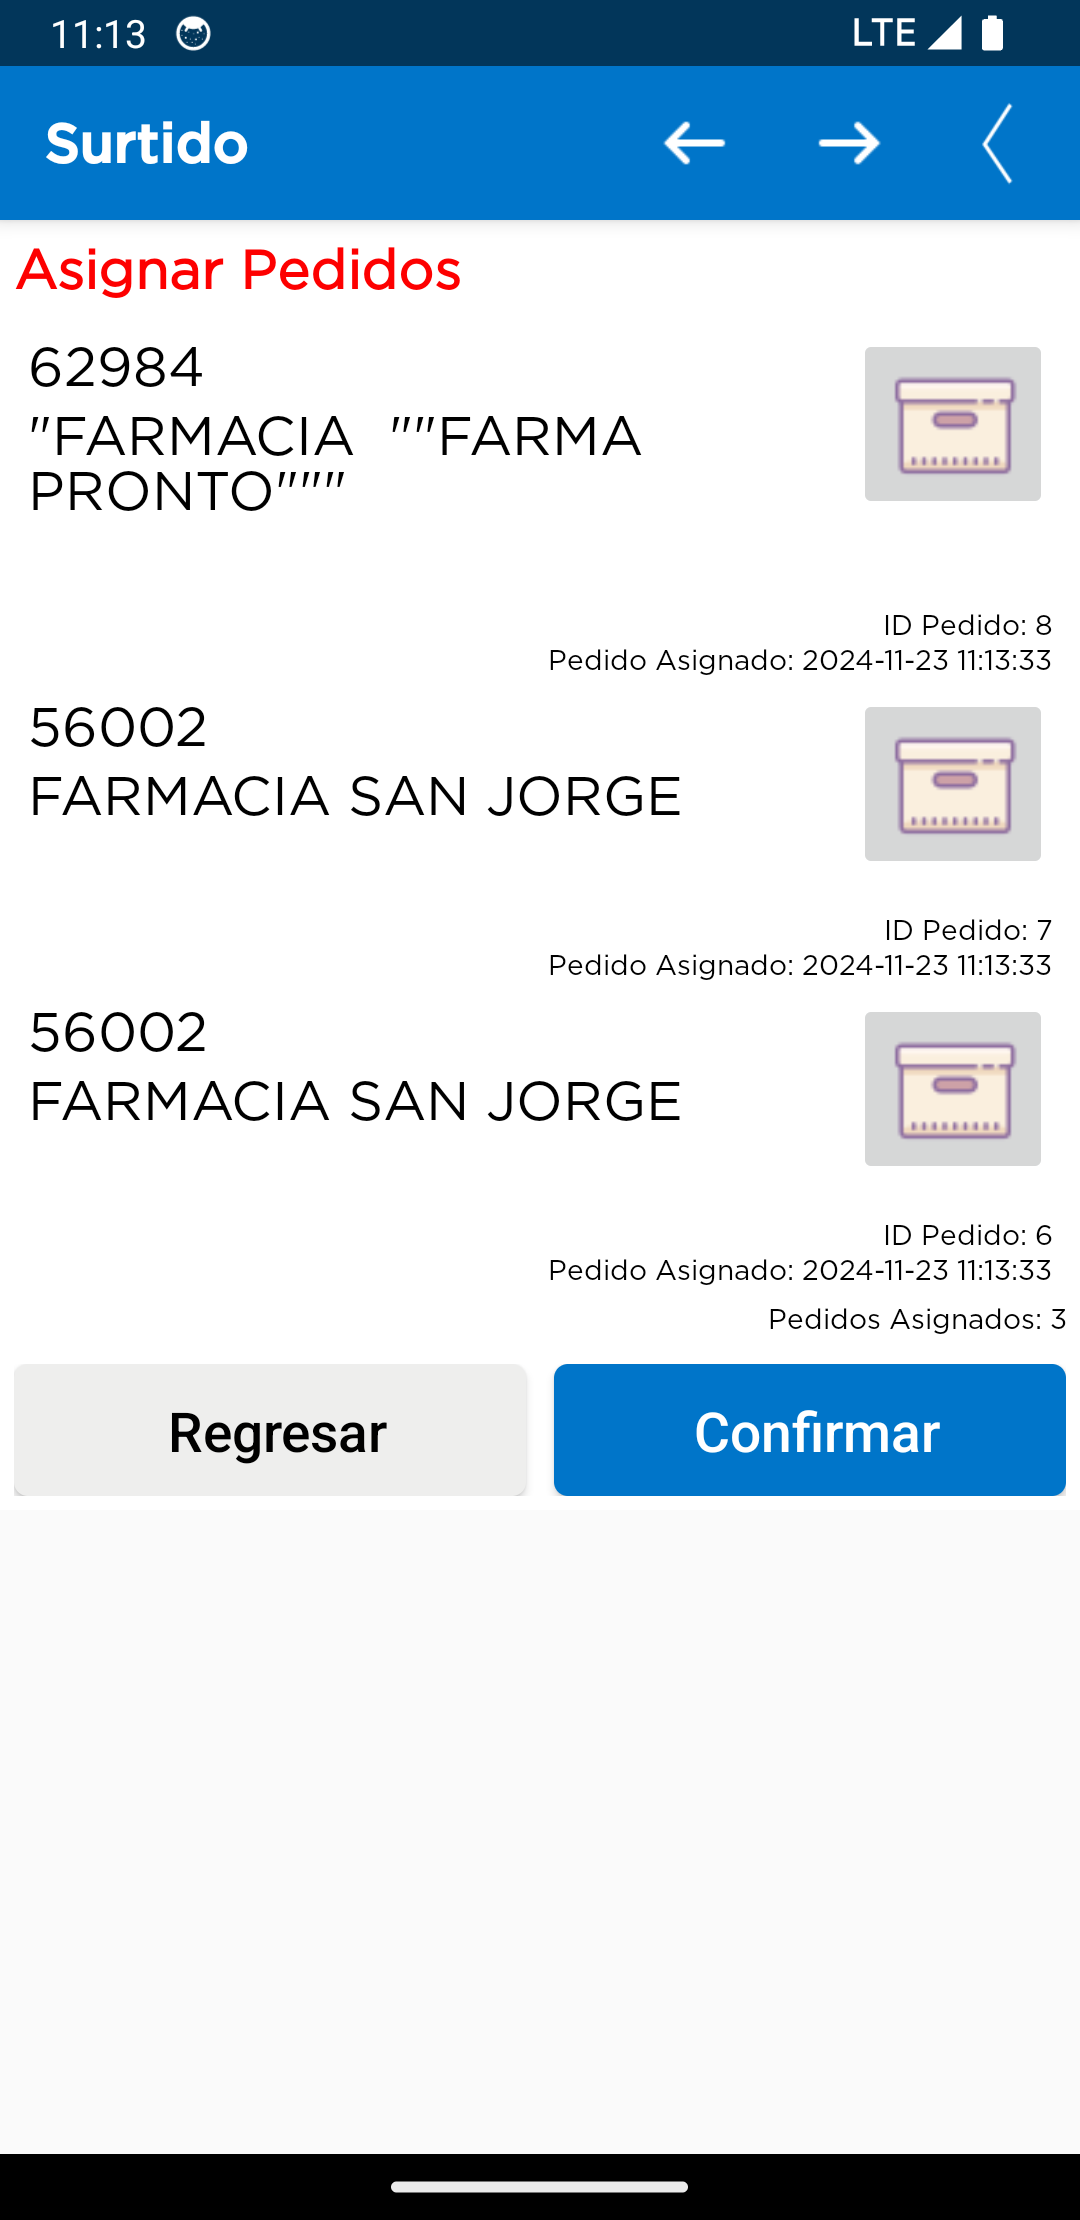 11:13
LTE
Surtido
Asignar Pedidos
62984
"FARMACIA  ""FARMA
PRONTO"""
ID Pedido: 8
Pedido Asignado: 2024-11-23 11:13:33
56002
FARMACIA SAN JORGE
ID Pedido: 7
Pedido Asignado: 2024-11-23 11:13:33
56002
FARMACIA SAN JORGE
ID Pedido: 6
Pedido Asignado: 2024-11-23 11:13:33
Pedidos Asignados: 3
Regresar
Confirmar